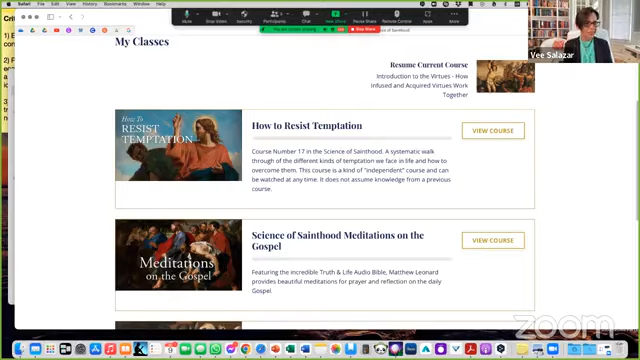 Safari File Edit View History Bookmarks Window Help
Mute Stop Video Security Participants Chat New Share Pause Share Remote Control Apps More
Stop Share
of Sainthood
Vee Salazar
My Classes
Resume Current Course
Introduction to the Virtues - How
Infused and Acquired Virtues Work
Together
How To
RESIST
TEMPTATION
How to Resist Temptation
VIEW COURSE
Course Number 17 in the Science of Sainthood. A systematic walk
through of the different kinds of temptation we face in life and how to
overcome them. This course is a kind of "independent" course and can
be watched at any time. It does not assume knowledge from a previous
course.
Meditations
on the Gospel
Science of Sainthood Meditations on the
Gospel
VIEW COURSE
Featuring the incredible Truth & Life Audio Bible, Matthew Leonard
provides beautiful meditations for prayer and reflection on the daily
Gospel.
zoom